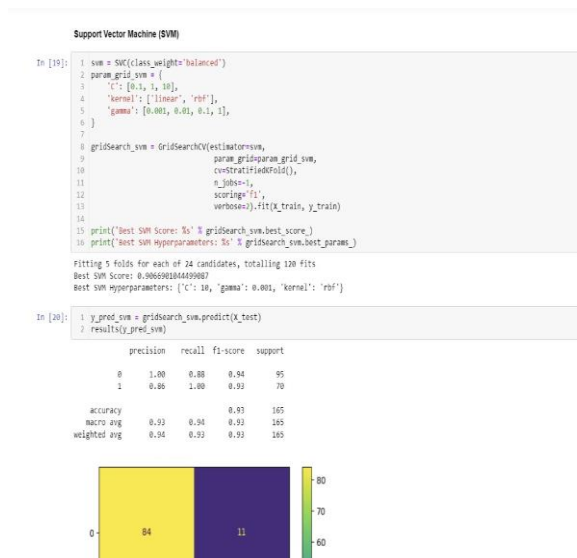 Support Vector Machine (SVM)
In [19]:
1 svm = SVC(class_weight='balanced')
2 param_grid_svm = {
3 'C': [0.1, 1, 10],
4 'kernel': ['linear', 'rbf'],
5 'gamma': [0.001, 0.01, 0.1, 1],
6 }
7
8 gridSearch_svm = GridSearchCV(estimator=svm,
9 param_grid=param_grid_svm,
10 cv=StratifiedKFold(),
11 n_jobs=-1,
12 scoring='f1',
13 verbose=2).fit(X_train, y_train)
14
15 print('Best SVM Score: %s' % gridSearch_svm.best_score_)
16 print('Best SVM Hyperparameters: %s' % gridSearch_svm.best_params_)
Fitting 5 folds for each of 24 candidates, totalling 120 fits
Best SVM Score: 0.9066901044499087
Best SVM Hyperparameters: {'C': 10, 'gamma': 0.001, 'kernel': 'rbf'}
In [20]:
1 y_pred_svm = gridSearch_svm.predict(X_test)
2 results(y_pred_svm)
precision recall f1-score support
0 1.00 0.88 0.94 95
1 0.86 1.00 0.93 70
accuracy 0.93 165
macro avg 0.93 0.94 0.93 165
weighted avg 0.94 0.93 0.93 165
80
70
0 84 11
60